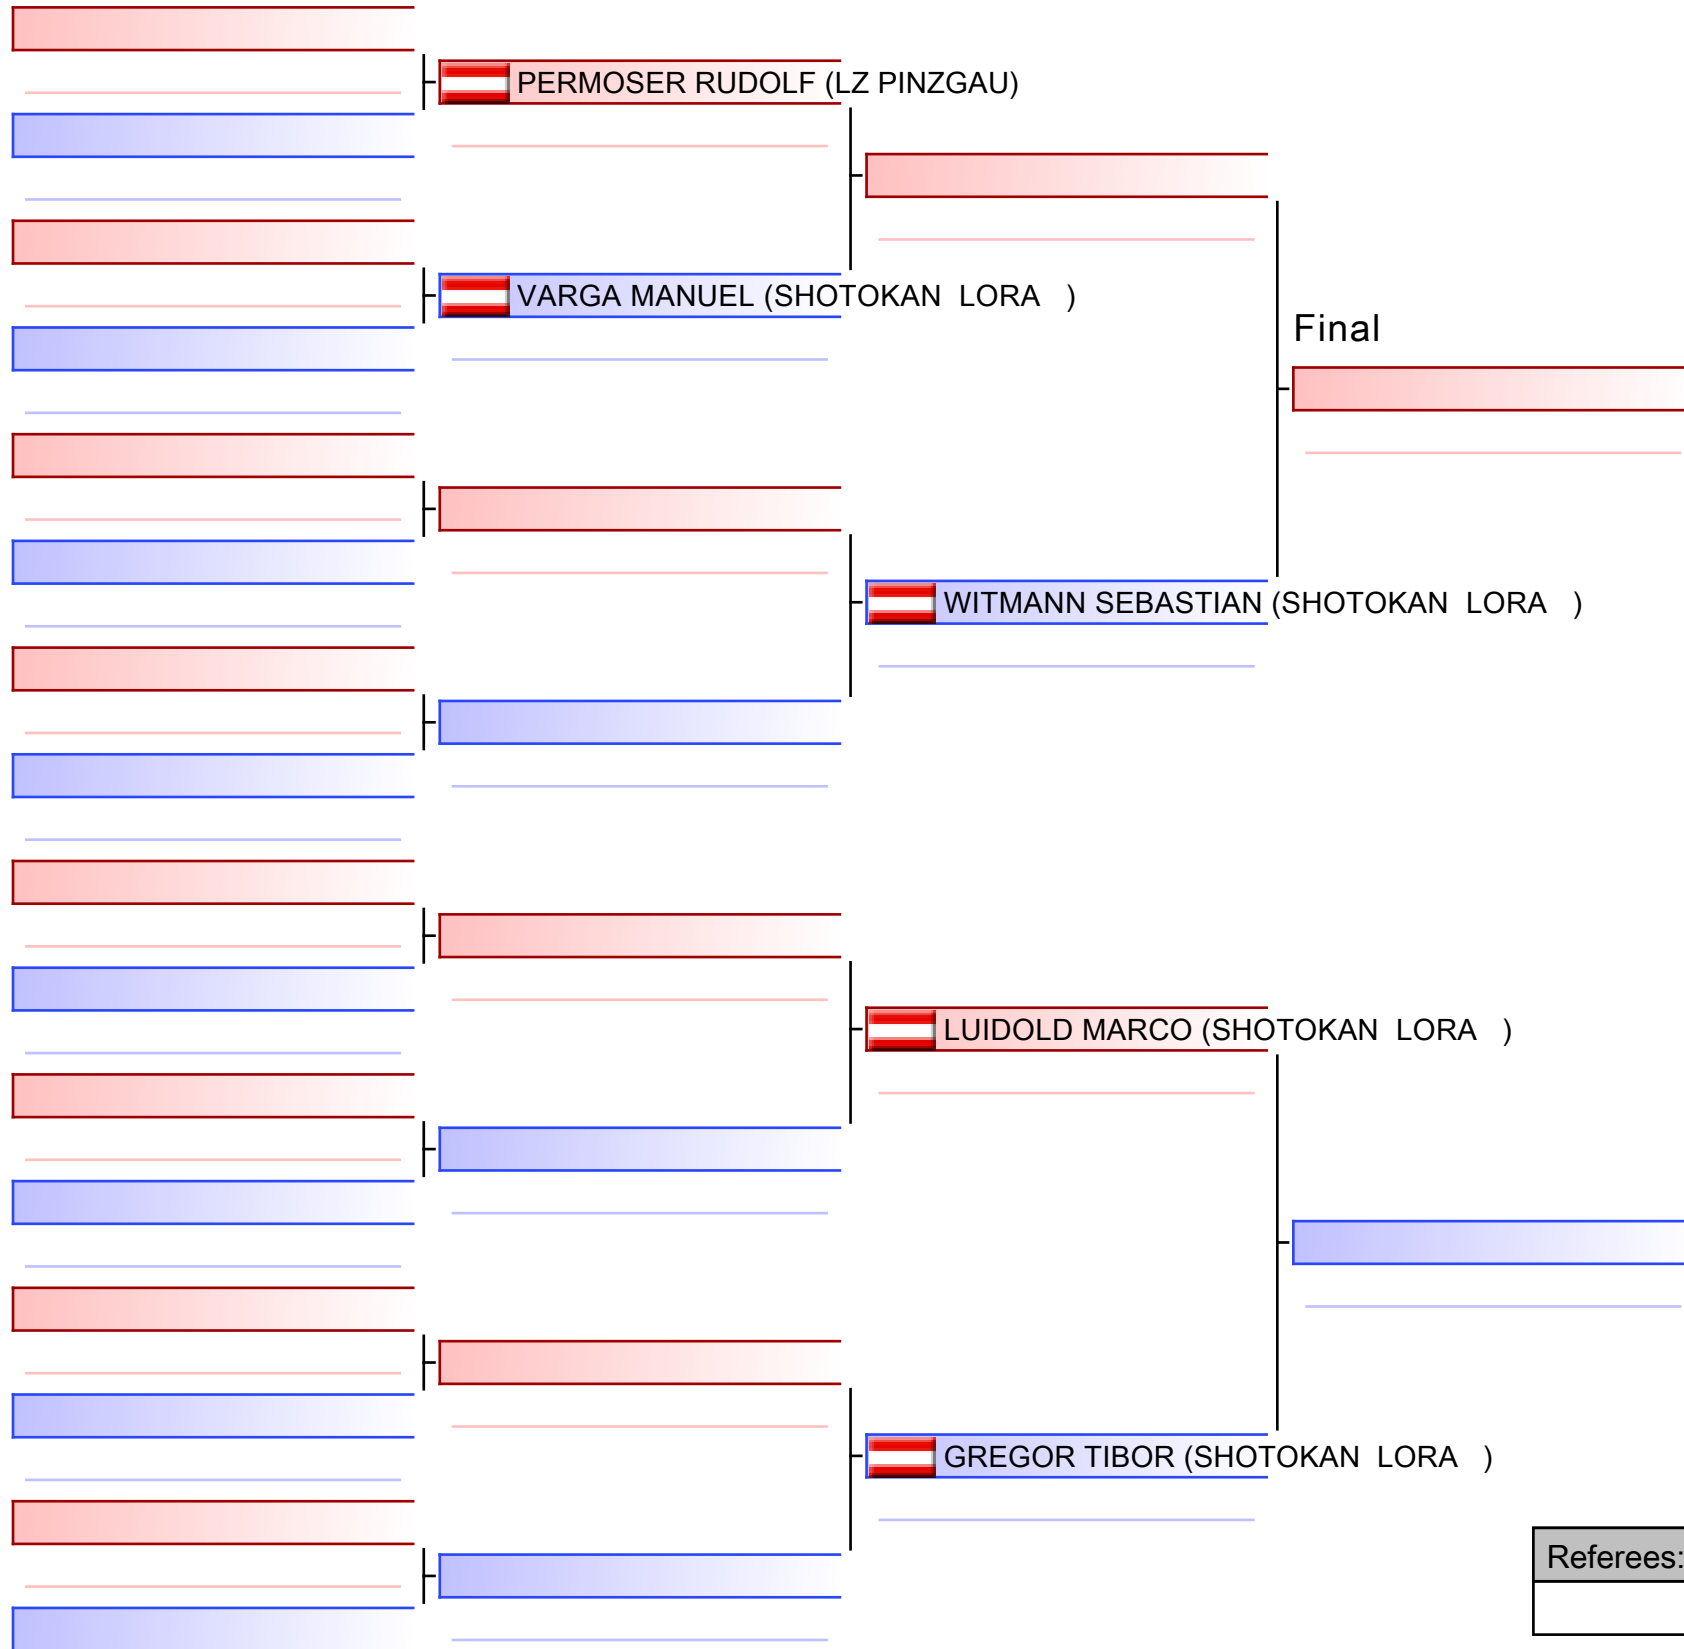 PERMOSER RUDOLF (LZ PINZGAU)
VARGA MANUEL (SHOTOKAN LORA )
Final
WITMANN SEBASTIAN (SHOTOKAN LORA )
LUIDOLD MARCO (SHOTOKAN LORA )
GREGOR TIBOR (SHOTOKAN LORA )
Referees: